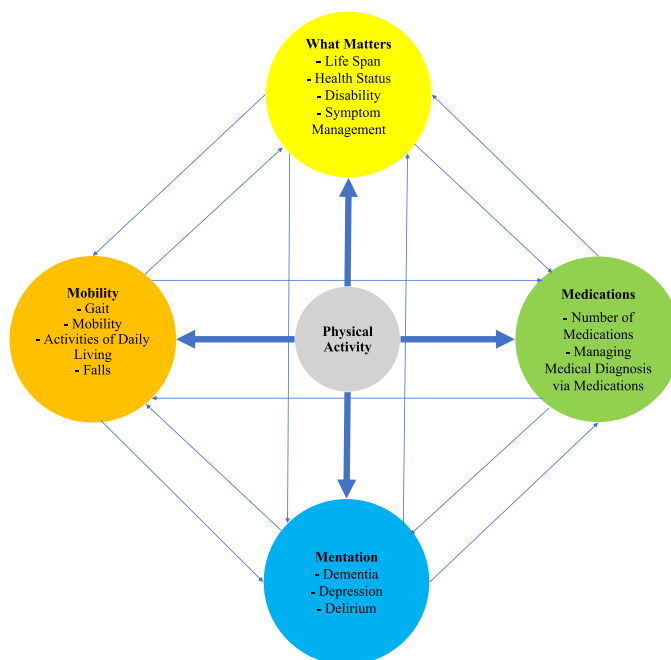 What Matters
- Life Span
- Health Status
- Disability
- Symptom
Management
Mobility
- Gait
- Mobility
- Activities of Daily
Living
- Falls
Physical
Activity
Medications
- Number of
Medications
- Managing
Medical Diagnosis
via Medications
Mentation
- Dementia
- Depression
- Delirium